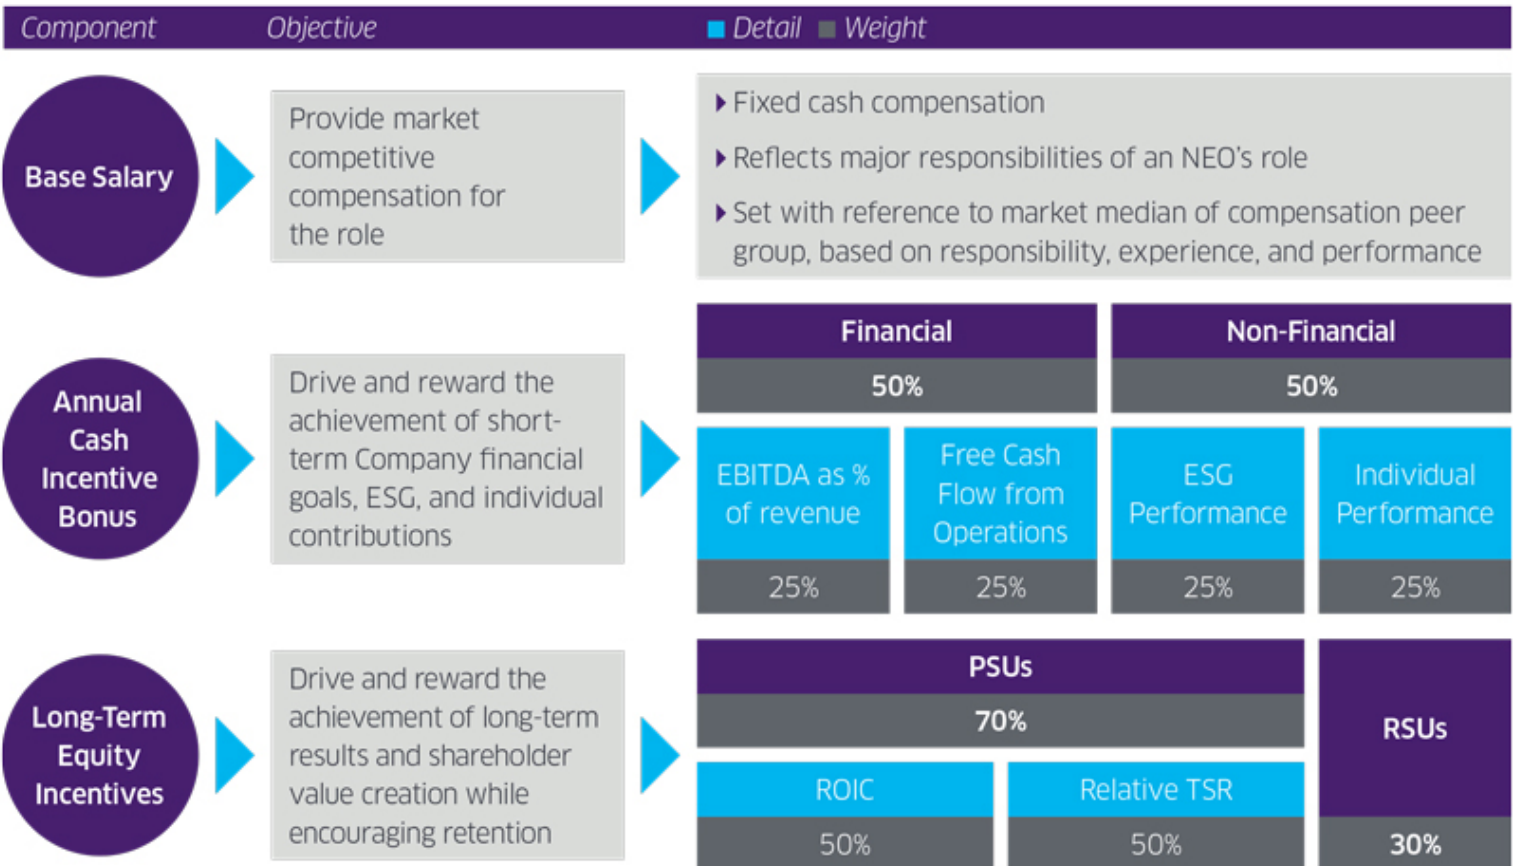 Component Objective Detail Weight
Base Salary
Provide market
competitive
compensation for
the role
Fixed cash compensation
Reflects major responsibilities of an NEO's role
Set with reference to market median of compensation peer
group, based on responsibility, experience, and performance
Annual
Cash
Incentive
Bonus
Drive and reward the
achievement of short-
term Company financial
goals, ESG, and individual
contributions
Financial
50%
Non-Financial
50%
EBITDA as %
of revenue
25%
Free Cash
Flow from
Operations
25%
ESG
Performance
25%
Individual
Performance
25%
Long-Term
Equity
Incentives
Drive and reward the
achievement of long-term
results and shareholder
value creation while
encouraging retention
PSUs
70%
ROIC
50%
Relative TSR
50%
RSUs
30%